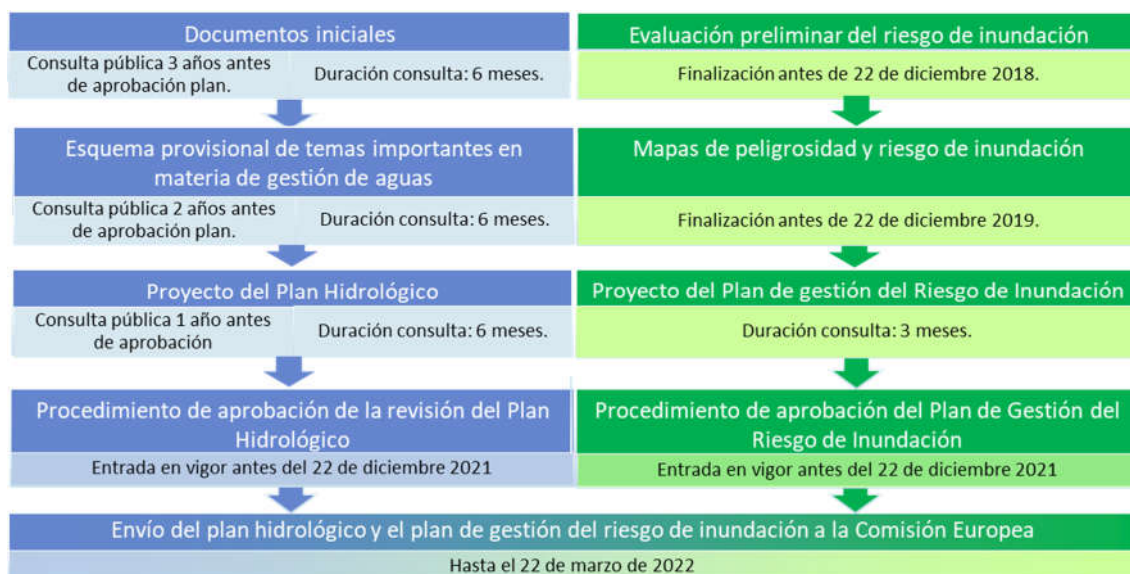 Documentos iniciales
Consulta pública 3 años antes
de aprobación plan.
Duración consulta: 6 meses.
Esquema provisional de temas importantes en
materia de gestión de aguas
Consulta pública 2 años antes
de aprobación plan.
Duración consulta: 6 meses.
Proyecto del Plan Hidrológico
Consulta pública 1 año antes
de aprobación
Duración consulta: 6 meses.
Procedimiento de aprobación de la revisión del Plan
Hidrológico
Entrada en vigor antes del 22 de diciembre 2021
Evaluación preliminar del riesgo de inundación
Finalización antes de 22 de diciembre 2018.
Mapas de peligrosidad y riesgo de inundación
Finalización antes de 22 de diciembre 2019.
Proyecto del Plan de gestión del Riesgo de Inundación
Duración consulta: 3 meses.
Procedimiento de aprobación del Plan de Gestión del
Riesgo de Inundación
Entrada en vigor antes del 22 de diciembre 2021
Envío del plan hidrológico y el plan de gestión del riesgo de inundación a la Comisión Europea
Hasta el 22 de marzo de 2022